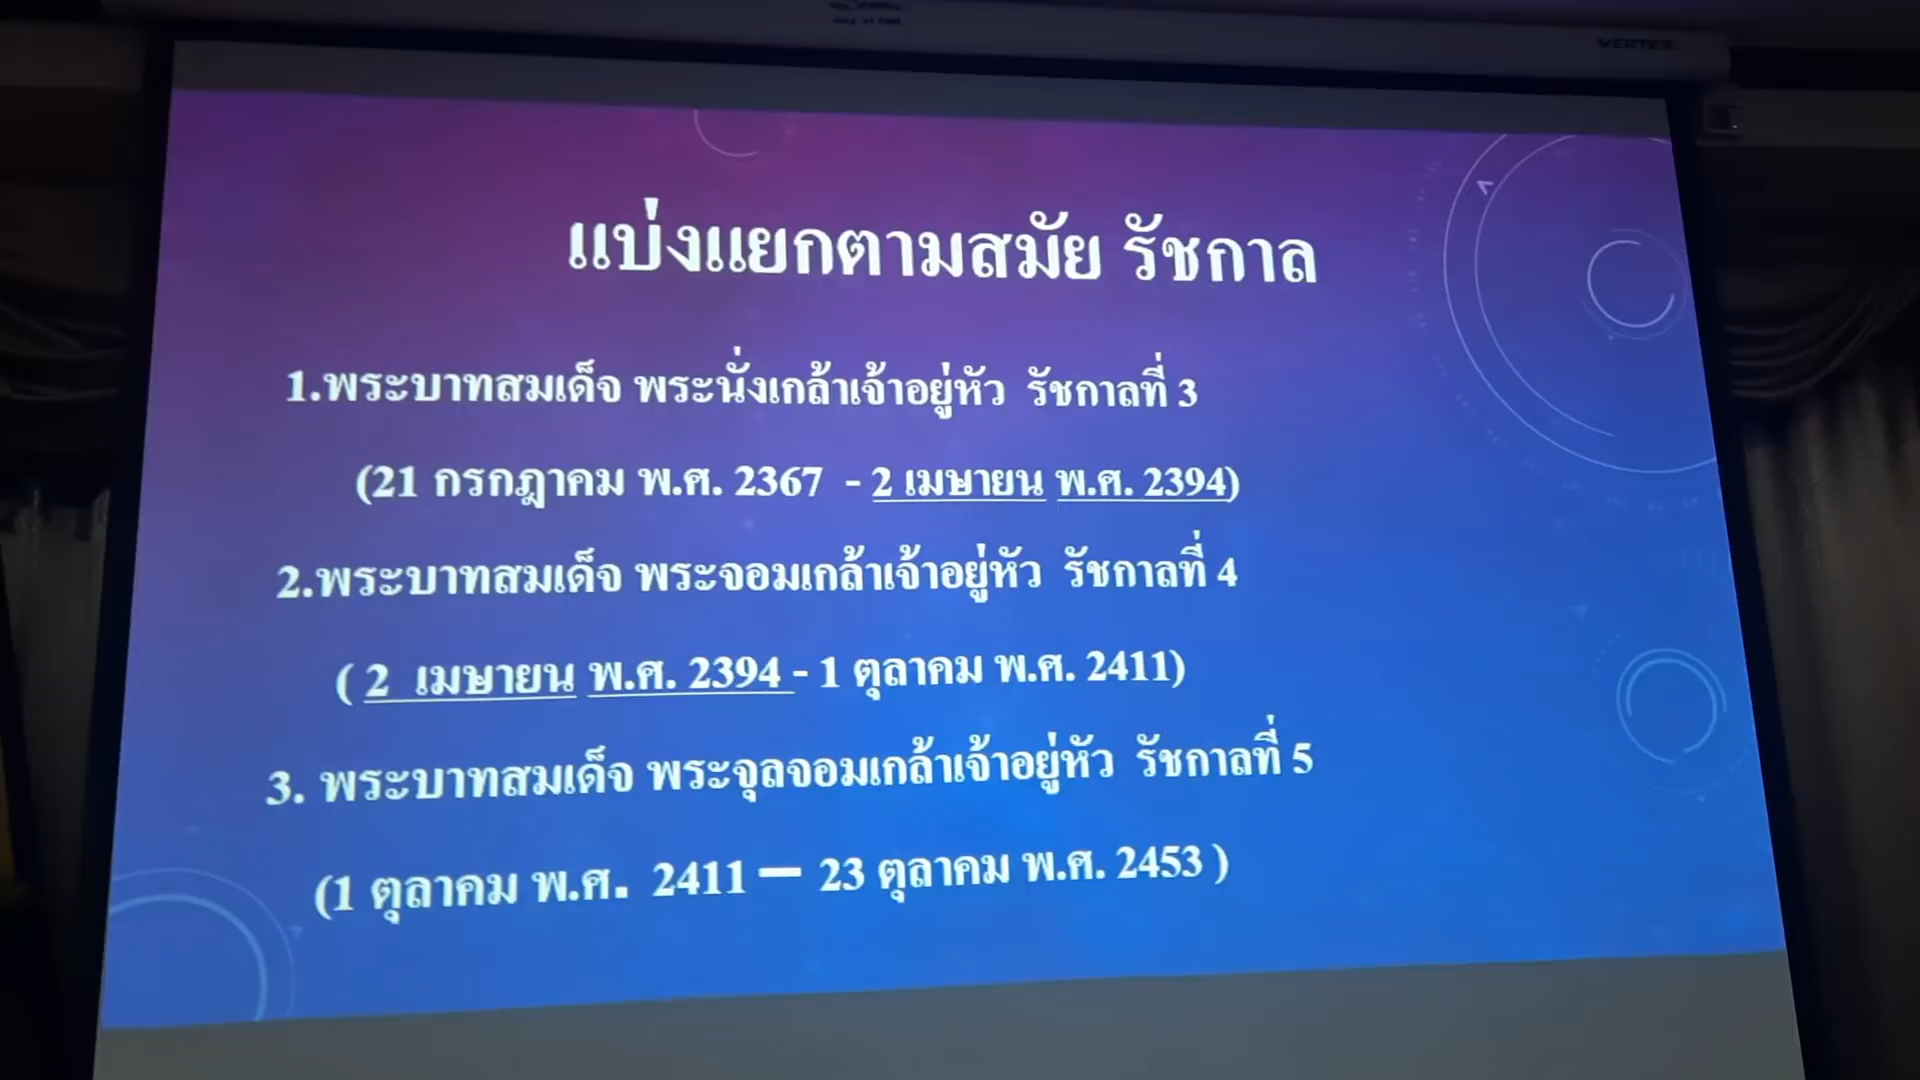 VERTEX
แบ่งแยกตามสมัย รัชกาล
1.พระบาทสมเด็จ พระนั่งเกล้าเจ้าอยู่หัว รัชกาลที่ 3
(21 กรกฎาคม พ.ศ. 2367 - 2 เมษายน พ.ศ. 2394)
2.พระบาทสมเด็จ พระจอมเกล้าเจ้าอยู่หัว รัชกาลที่ 4
( 2 เมษายน พ.ศ. 2394 - 1 ตุลาคม พ.ศ. 2411)
3. พระบาทสมเด็จ พระจุลจอมเกล้าเจ้าอยู่หัว รัชกาลที่ 5
(1 ตุลาคม พ.ศ. 2411 – 23 ตุลาคม พ.ศ. 2453 )